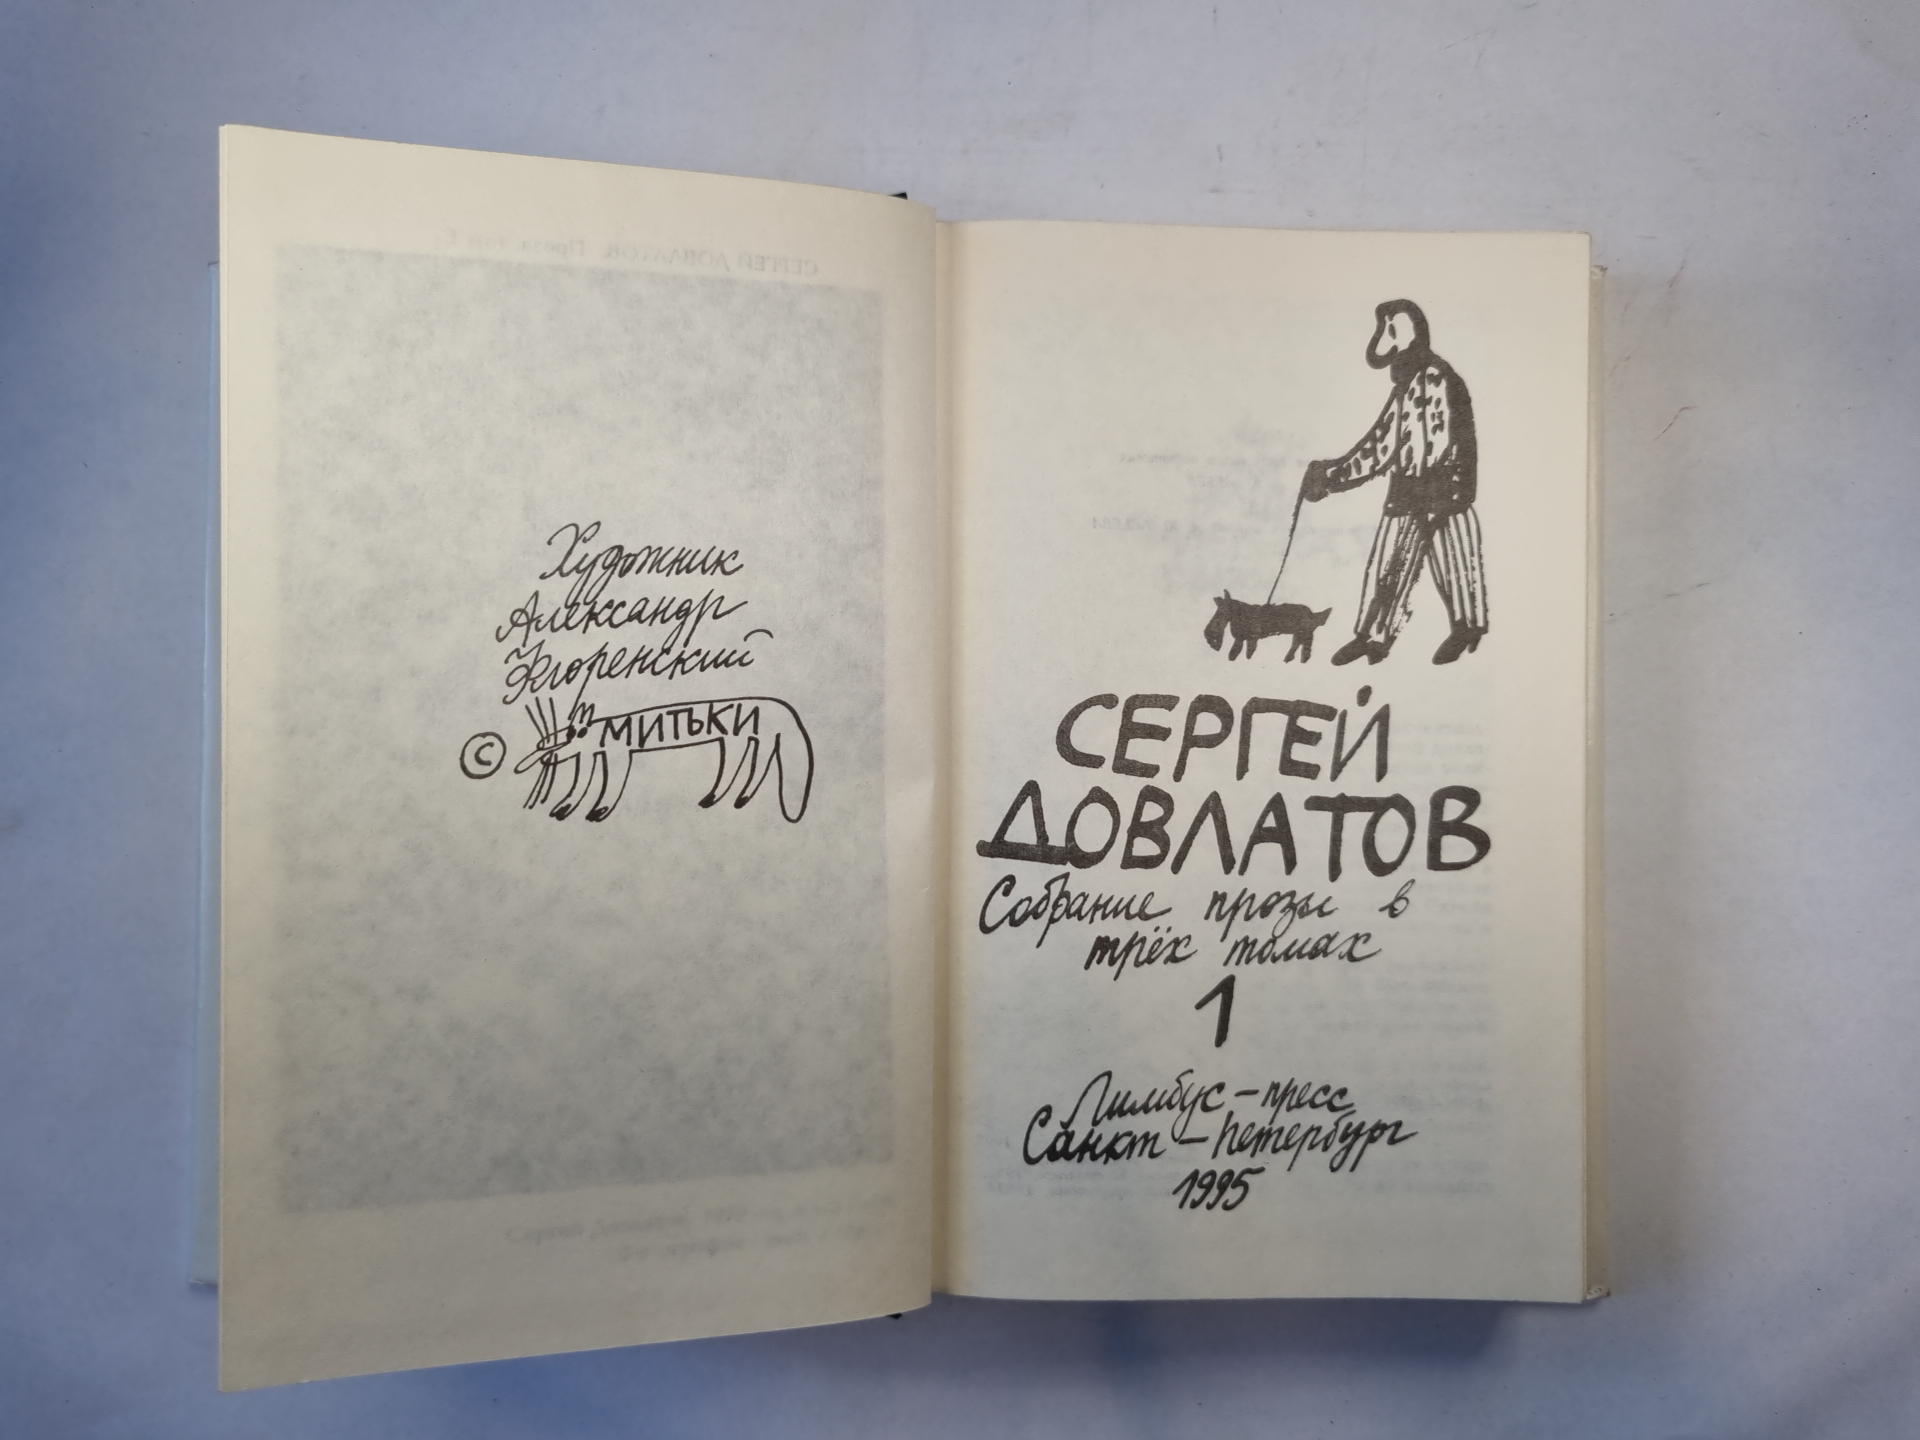 Художник
Александр
Флоренский
© МИТЬКИ
СЕРГЕЙ
ДОВЛАТОВ
Собрание прозы в
трёх томах
1
Лимбус-пресс
Санкт-Петербург
1995